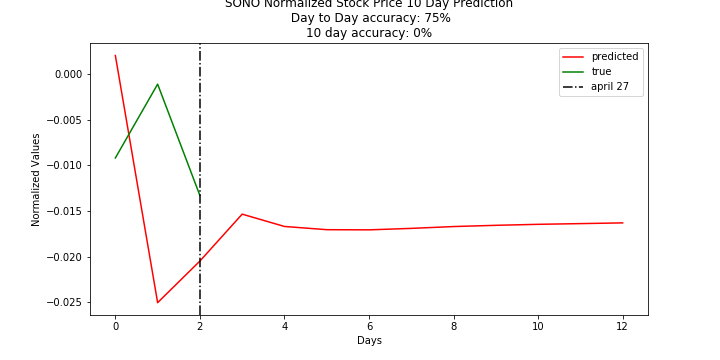 SONO Normalized Stock Price 10 Day Prediction
Day to Day accuracy: 75%
10 day accuracy: 0%
predicted
true
april 27
Normalized Values
0.000
−0.005
−0.010
−0.015
−0.020
−0.025
0 2 4 6 8 10 12
Days